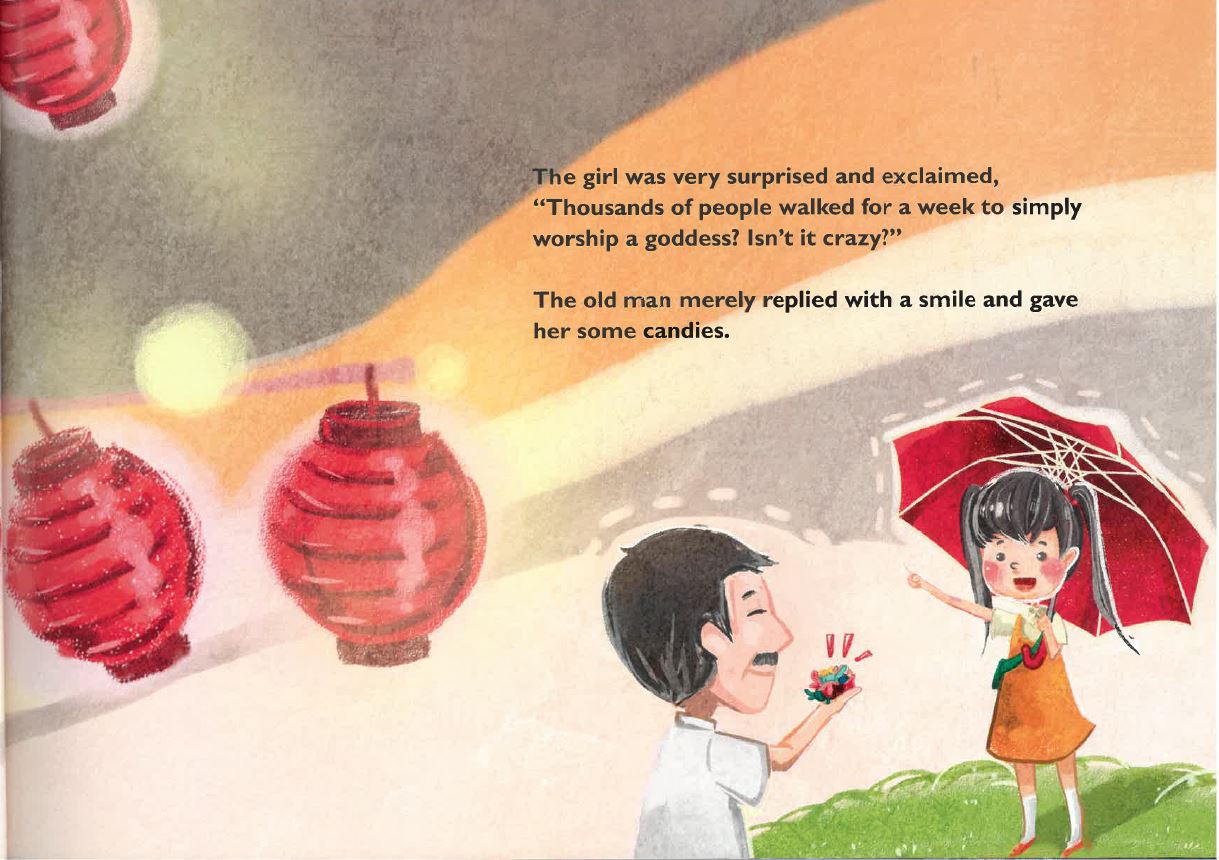 The girl was very surprised and exclaimed,
“Thousands of people walked for a week to simply
worship a goddess? Isn’t it crazy?”
The old man merely replied with a smile and gave
her some candies.